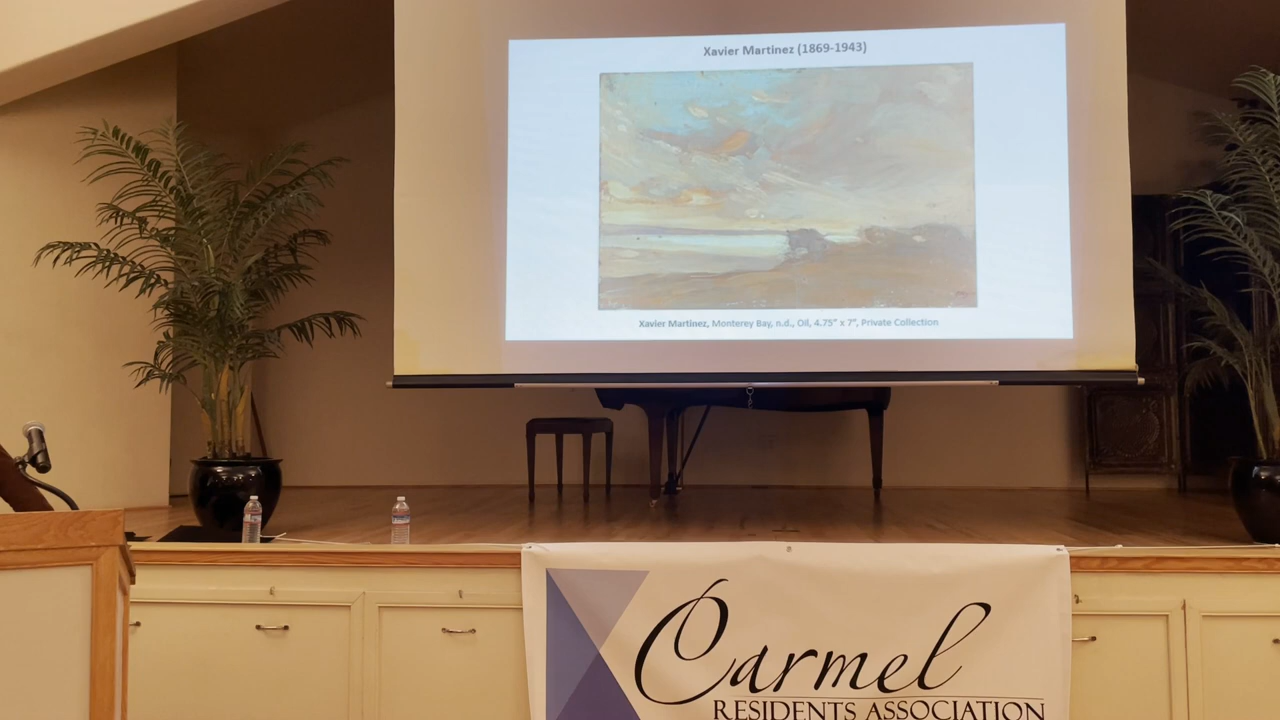 Xavier Martinez (1869-1943)
Xavier Martinez, Monterey Bay, n.d., Oil, 4.75" x 7", Private Collection
Carmel
RESIDENTS ASSOCIATION